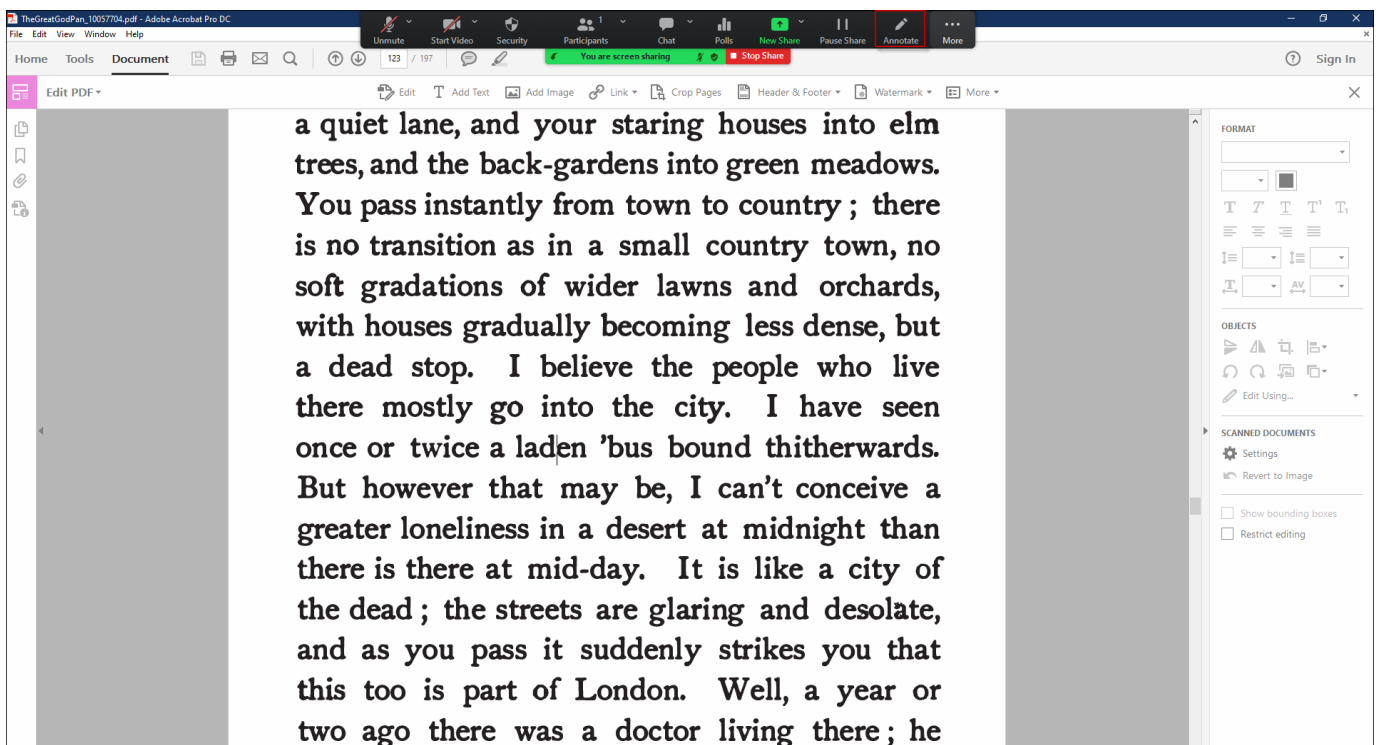 TheGreatGodPan_10057704.pdf - Adobe Acrobat Pro DC
File Edit View Window Help
Unmute Start Video Security Participants 1 Chat Polls New Share Pause Share Annotate More
You are screen sharing Stop Share
Home Tools Document 123 / 197 Sign In
Edit PDF Edit Add Text Add Image Link Crop Pages Header & Footer Watermark More
a quiet lane, and your staring houses into elm
trees, and the back-gardens into green meadows.
You pass instantly from town to country ; there
is no transition as in a small country town, no
soft gradations of wider lawns and orchards,
with houses gradually becoming less dense, but
a dead stop. I believe the people who live
there mostly go into the city. I have seen
once or twice a laden ’bus bound thitherwards.
But however that may be, I can’t conceive a
greater loneliness in a desert at midnight than
there is there at mid-day. It is like a city of
the dead ; the streets are glaring and desolate,
and as you pass it suddenly strikes you that
this too is part of London. Well, a year or
two ago there was a doctor living there ; he
FORMAT
OBJECTS
Edit Using...
SCANNED DOCUMENTS
Settings
Revert to Image
Show bounding boxes
Restrict editing